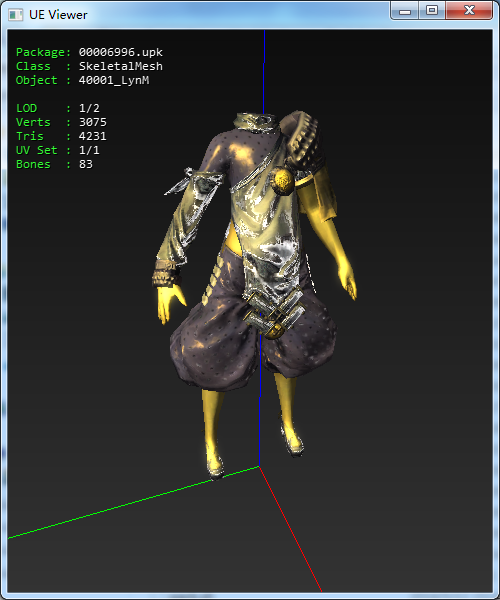 UE Viewer
Package: 00006996.upk
Class : SkeletalMesh
Object : 40001_LynM
LOD : 1/2
Verts : 3075
Tris : 4231
UV Set : 1/1
Bones : 83